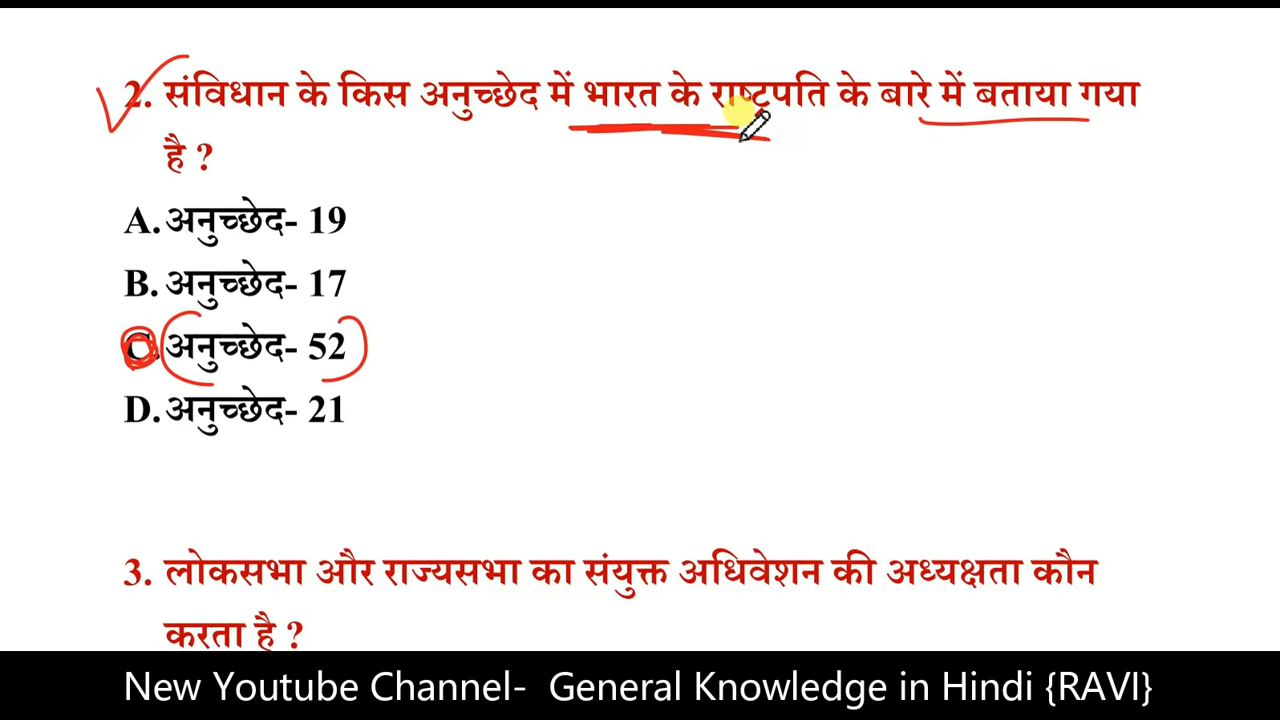 2. संविधान के किस अनुच्छेद में भारत के राष्ट्रपति के बारे में बताया गया
है ?
A. अनुच्छेद- 19
B. अनुच्छेद- 17
C. अनुच्छेद- 52
D. अनुच्छेद- 21
3. लोकसभा और राज्यसभा का संयुक्त अधिवेशन की अध्यक्षता कौन
करता है ?
New Youtube Channel- General Knowledge in Hindi {RAVI}